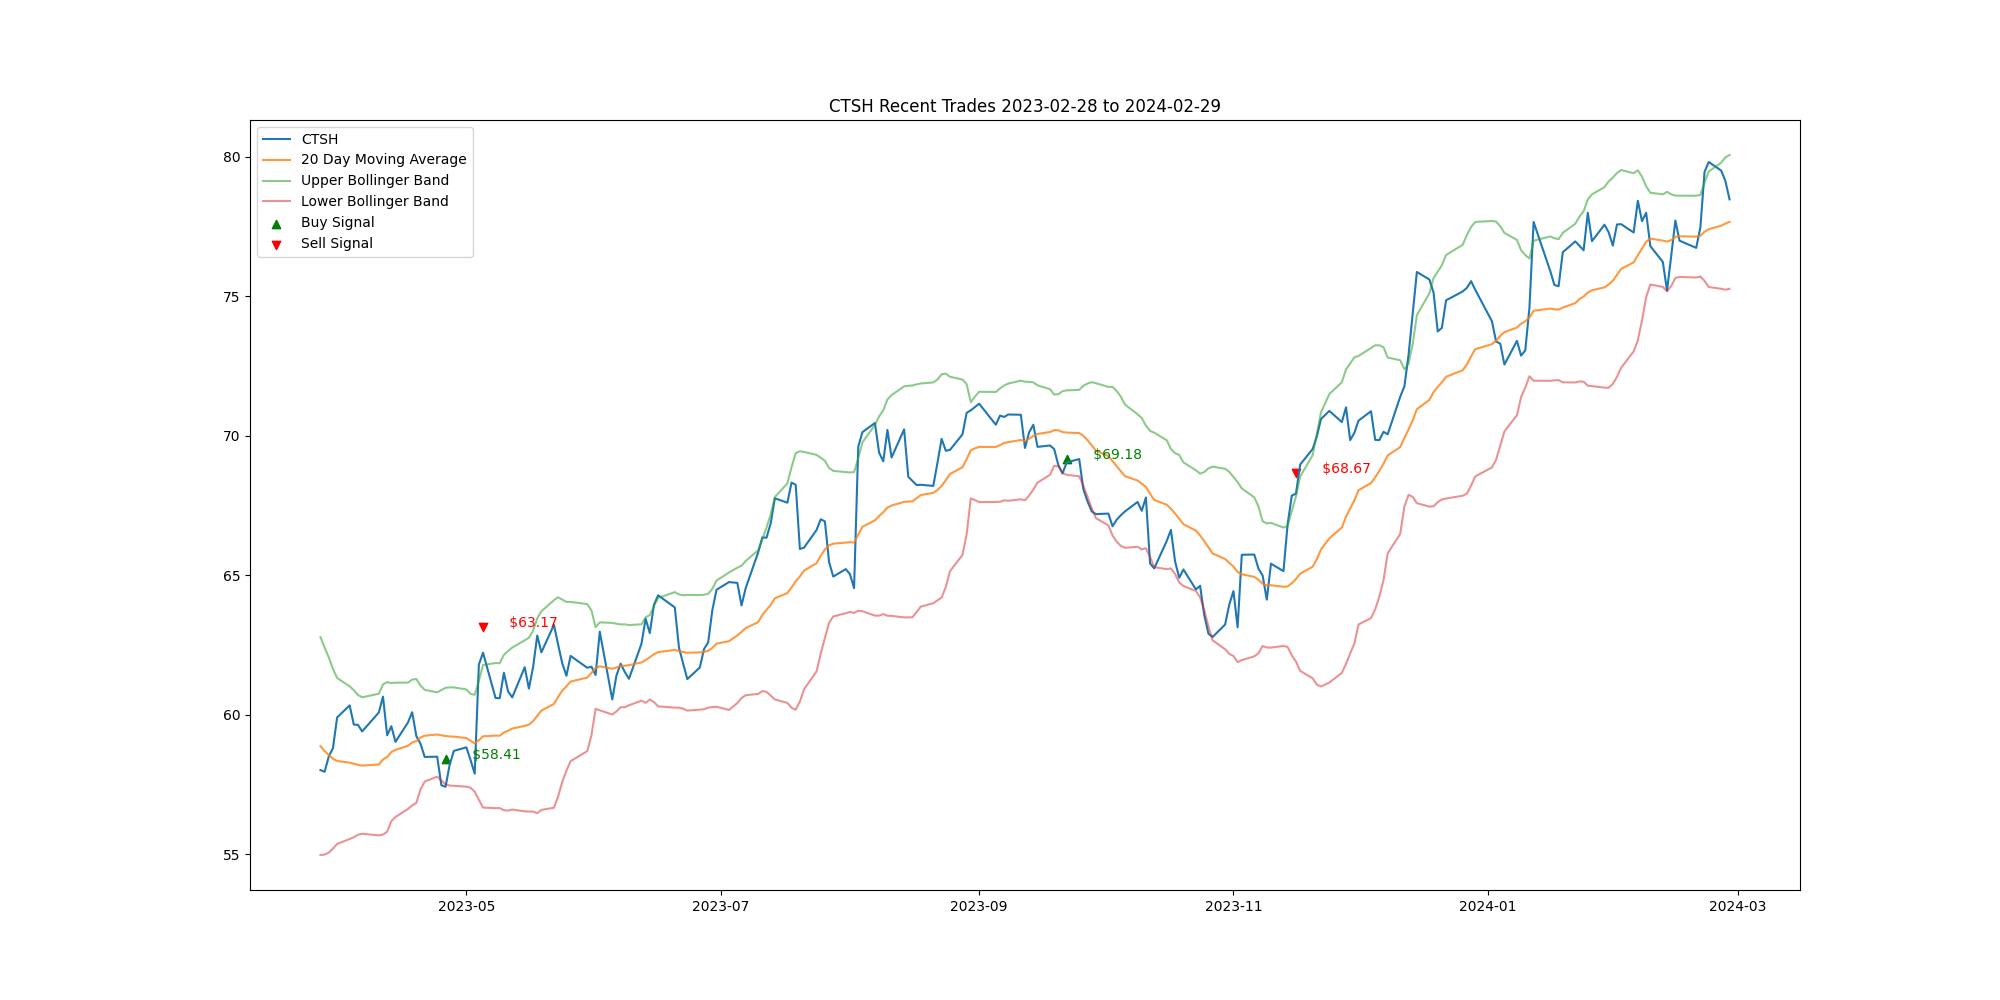 CTSH Recent Trades 2023-02-28 to 2024-02-29
CTSH
20 Day Moving Average
Upper Bollinger Band
Lower Bollinger Band
Buy Signal
Sell Signal
80
75
70
65
60
55
$63.17
$58.41
$69.18
$68.67
2023-05
2023-07
2023-09
2023-11
2024-01
2024-03